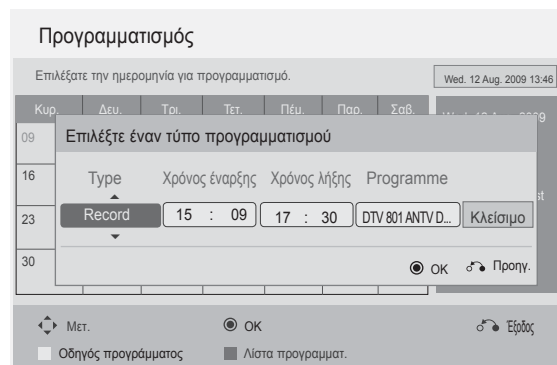 Προγραμματισμός
Επιλέξατε την ημερομηνία για προγραμματισμό.
Wed. 12 Aug. 2009 13:46
Κυρ. Δευ. Τρι. Τετ. Πέμ. Παρ. Σαβ.
09
Επιλέξτε έναν τύπο προγραμματισμού
16
Type Χρόνος έναρξης Χρόνος λήξης Programme
23
Record 15 : 09 17 : 30 DTV 801 ANTV D... Κλείσιμο
30
OK Προηγ.
Μετ. OK Έξοδος
Οδηγός προγράμματος Λίστα προγραμματ.